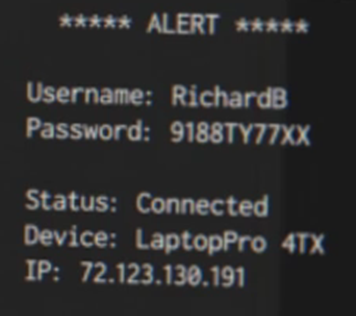 ***** ALERT *****
Username: RichardB
Password: 9188TY77XX
Status: Connected
Device: LaptopPro 4TX
IP: 72.123.130.191